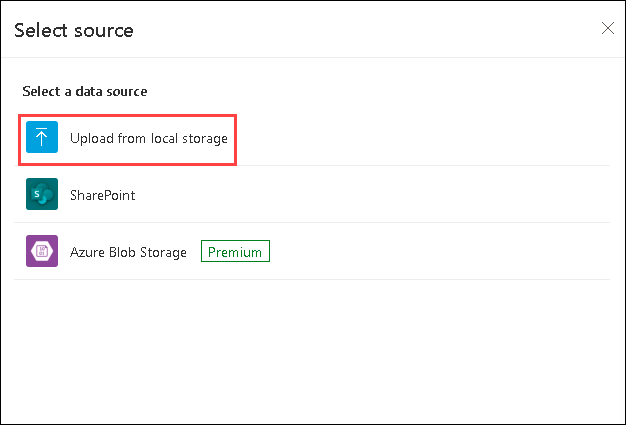 Select source
Select a data source
Upload from local storage
S
SharePoint
Azure Blob Storage Premium